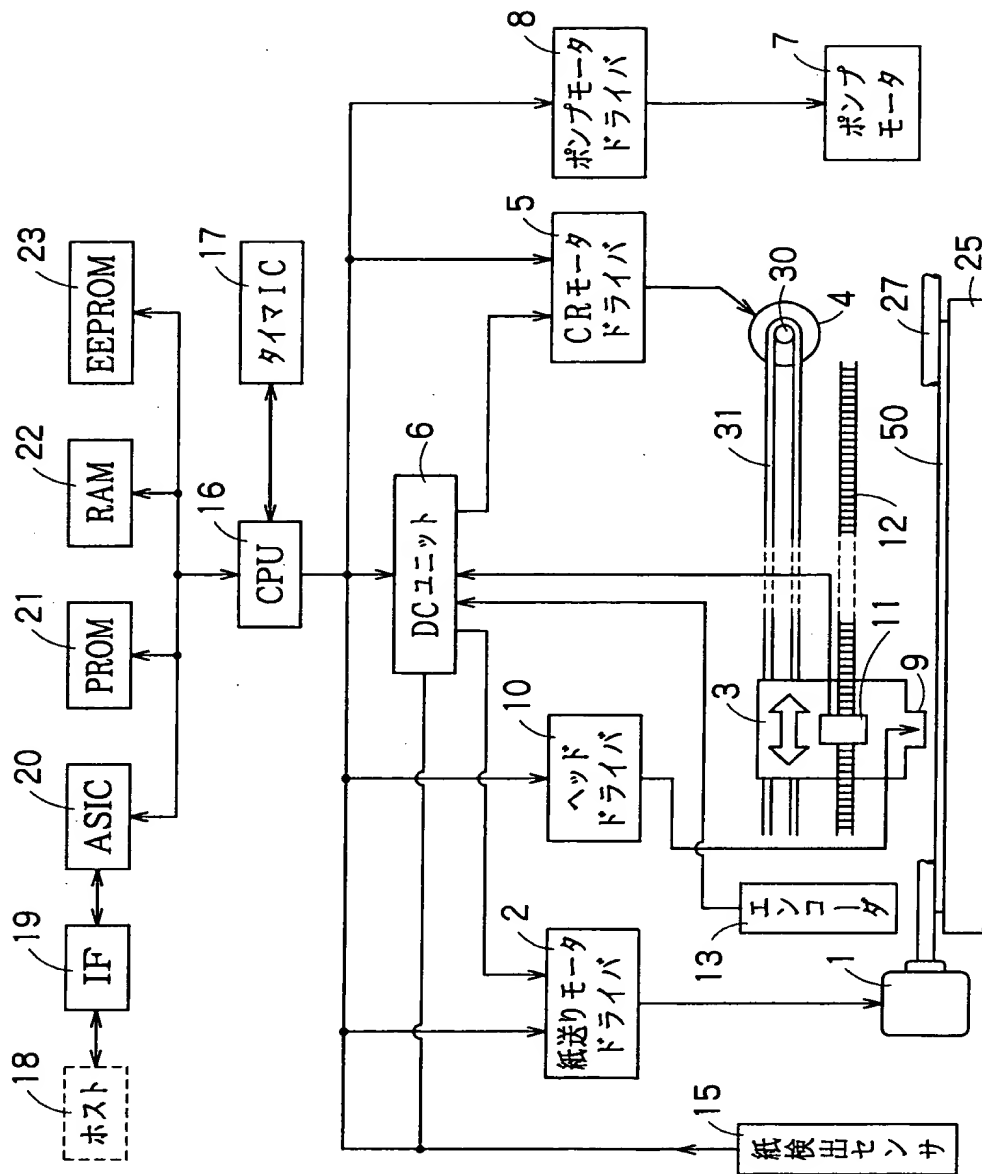 18
ホスト
19
IF
20
ASIC
21
PROM
22
RAM
23
EEPROM
16
CPU
17
タイマIC
6
DCユニット
2
紙送りモータ
ドライバ
10
ヘッド
ドライバ
5
CRモータ
ドライバ
8
ポンプモータ
ドライバ
15
紙検出センサ
13
エンコーダ
1
3
11
9
31
12
50
30
4
27
25
7
ポンプ
モータ